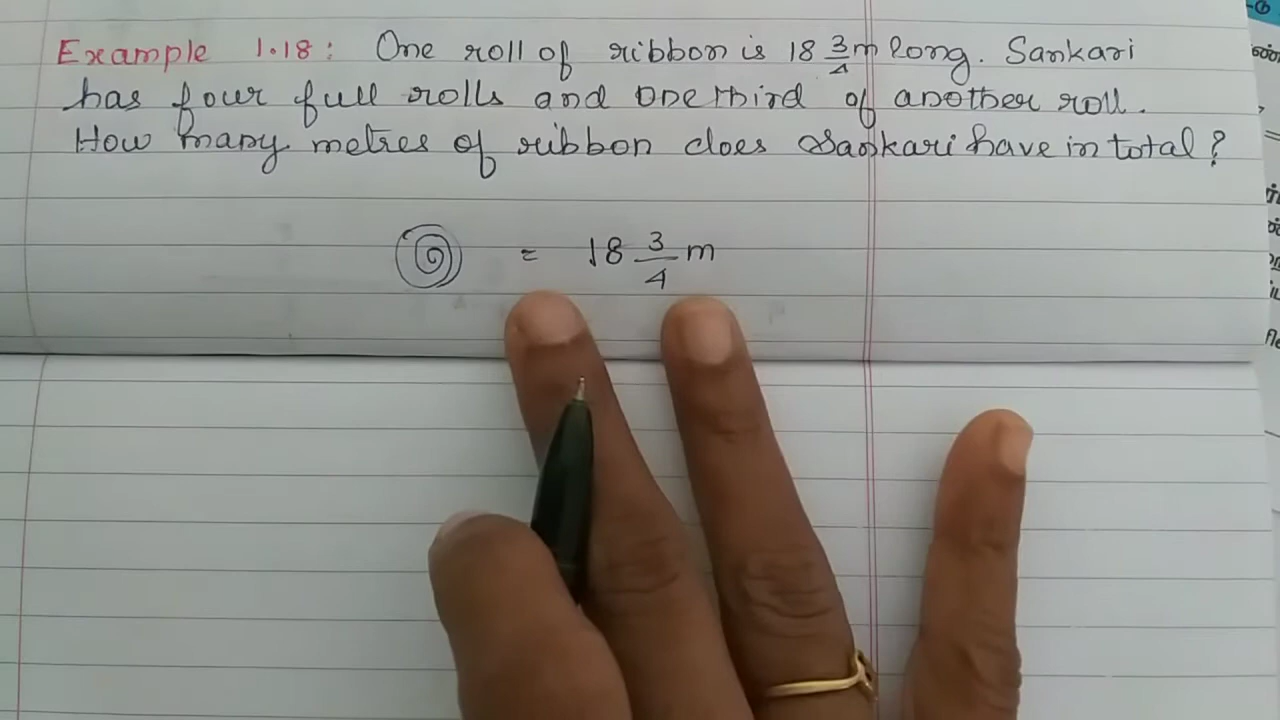 Example 1.18: One roll of ribbon is 18 3/4 m long. Sankari
has four full rolls and one third of another roll.
How many metres of ribbon does Sankari have in total?
= 18 3/4 m